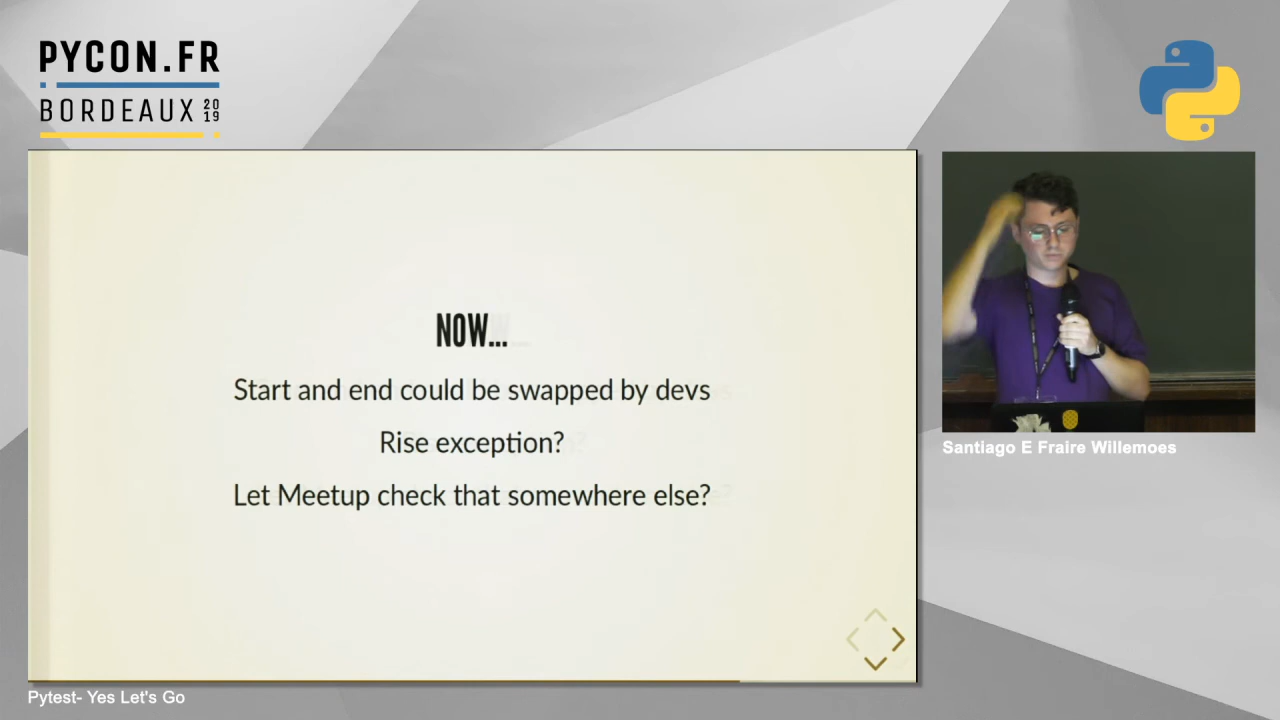 PYCON.FR
BORDEAUX 2019
NOW...
Start and end could be swapped by devs
Rise exception?
Let Meetup check that somewhere else?
Santiago E Fraire Willemoes
Pytest- Yes Let's Go